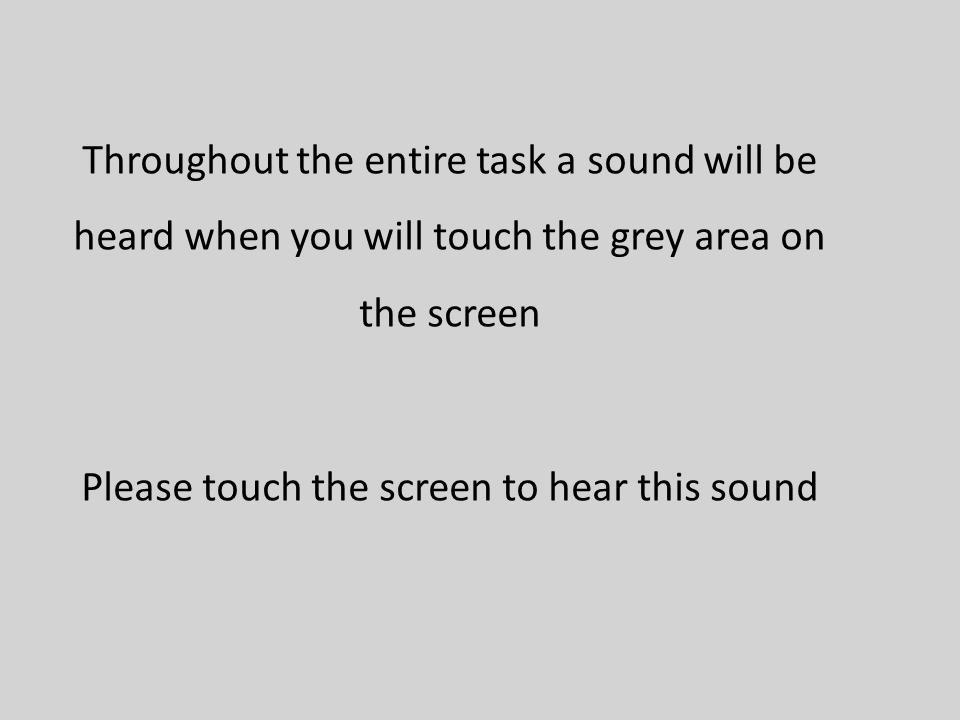 Throughout the entire task a sound will be
heard when you will touch the grey area on
the screen
Please touch the screen to hear this sound